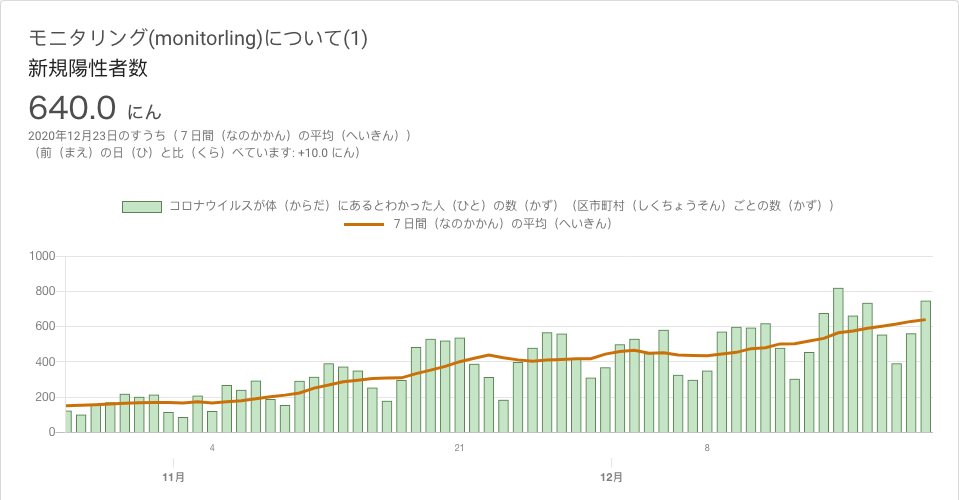 モニタリング(monitorling)について(1)
新規陽性者数
640.0 にん
2020年12月23日のすうち（７日間（なのかかん）の平均（へいきん））
（前（まえ）の日（ひ）と比（くら）べています: +10.0 にん）
コロナウイルスが体（からだ）にあるとわかった人（ひと）の数（かず）（区市町村（しくちょうそん）ごとの数（かず））
７日間（なのかかん）の平均（へいきん）
1000
800
600
400
200
0
4 21 8
11月 12月